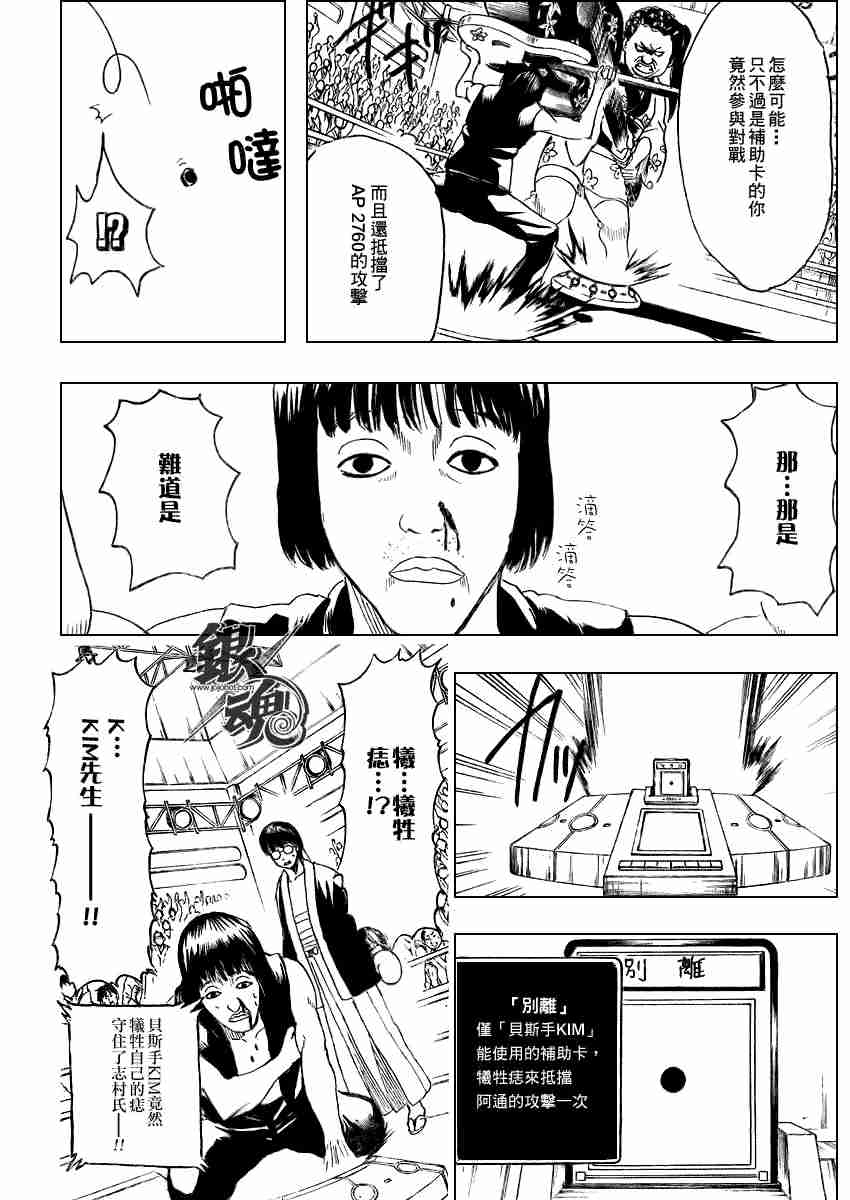 怎麼可能…
只不過是補助卡的你
竟然參與對戰
而且還抵擋了
AP 2760的攻擊
啪
噠
!?
那…那是
滴答
滴答
難道是
「別離」
僅「貝斯手KIM」
能使用的補助卡，
犧牲痣來抵擋
阿通的攻擊一次
別離
犧…犧牲
痣…!?
K…
KIM先生──!!
貝斯手KIM竟然
犧牲自己的痣
守住了志村氏──!!
銀魂
www.jojohot.com